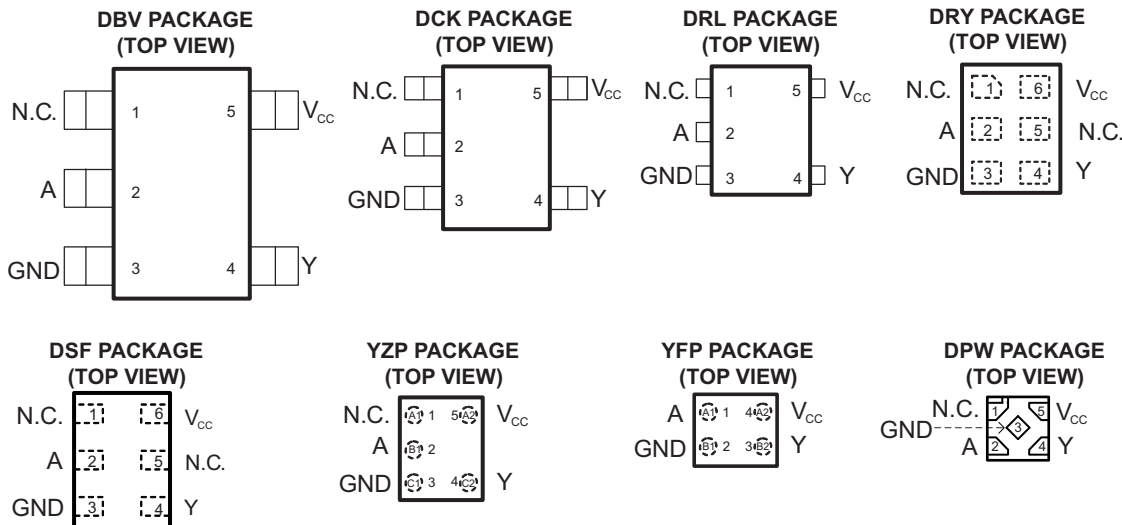 DBV PACKAGE
(TOP VIEW)
N.C. 1 5 VCC
A 2
GND 3 4 Y
DCK PACKAGE
(TOP VIEW)
N.C. 1 5 VCC
A 2
GND 3 4 Y
DRL PACKAGE
(TOP VIEW)
N.C. 1 5 VCC
A 2
GND 3 4 Y
DRY PACKAGE
(TOP VIEW)
N.C. 1 6 VCC
A 2 5 N.C.
GND 3 4 Y
DSF PACKAGE
(TOP VIEW)
N.C. 1 6 VCC
A 2 5 N.C.
GND 3 4 Y
YZP PACKAGE
(TOP VIEW)
N.C. A1 1 5 A2 VCC
A B1 2
GND C1 3 4 C2 Y
YFP PACKAGE
(TOP VIEW)
A A1 1 4 A2 VCC
GND B1 2 3 B2 Y
DPW PACKAGE
(TOP VIEW)
N.C. 1 5 VCC
GND 3
A 2 4 Y